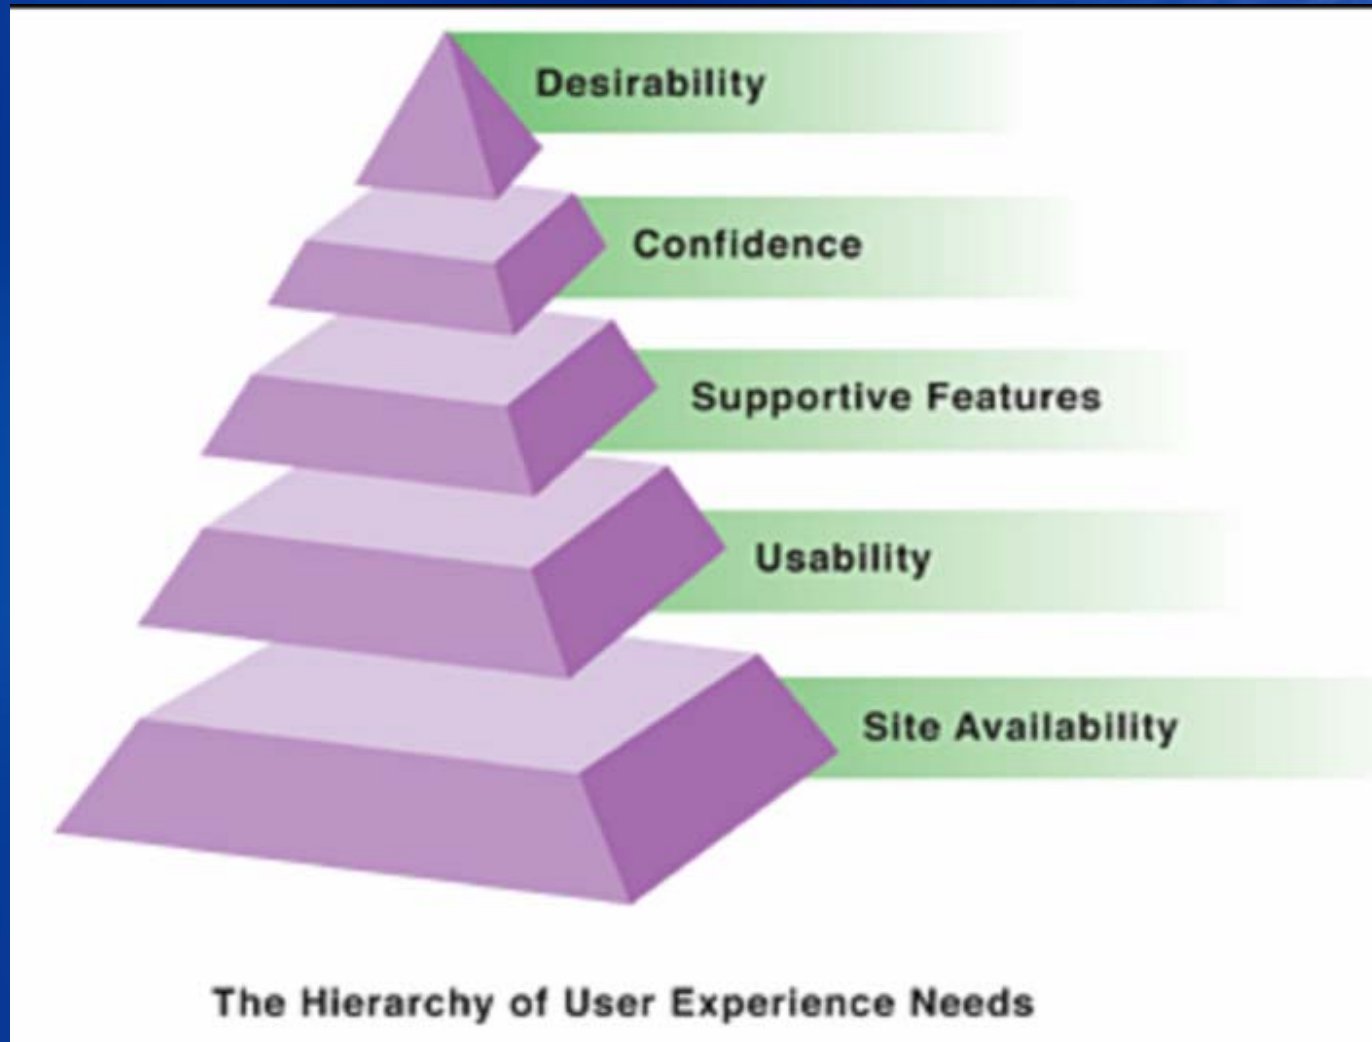 Desirability
Confidence
Supportive Features
Usability
Site Availability
The Hierarchy of User Experience Needs